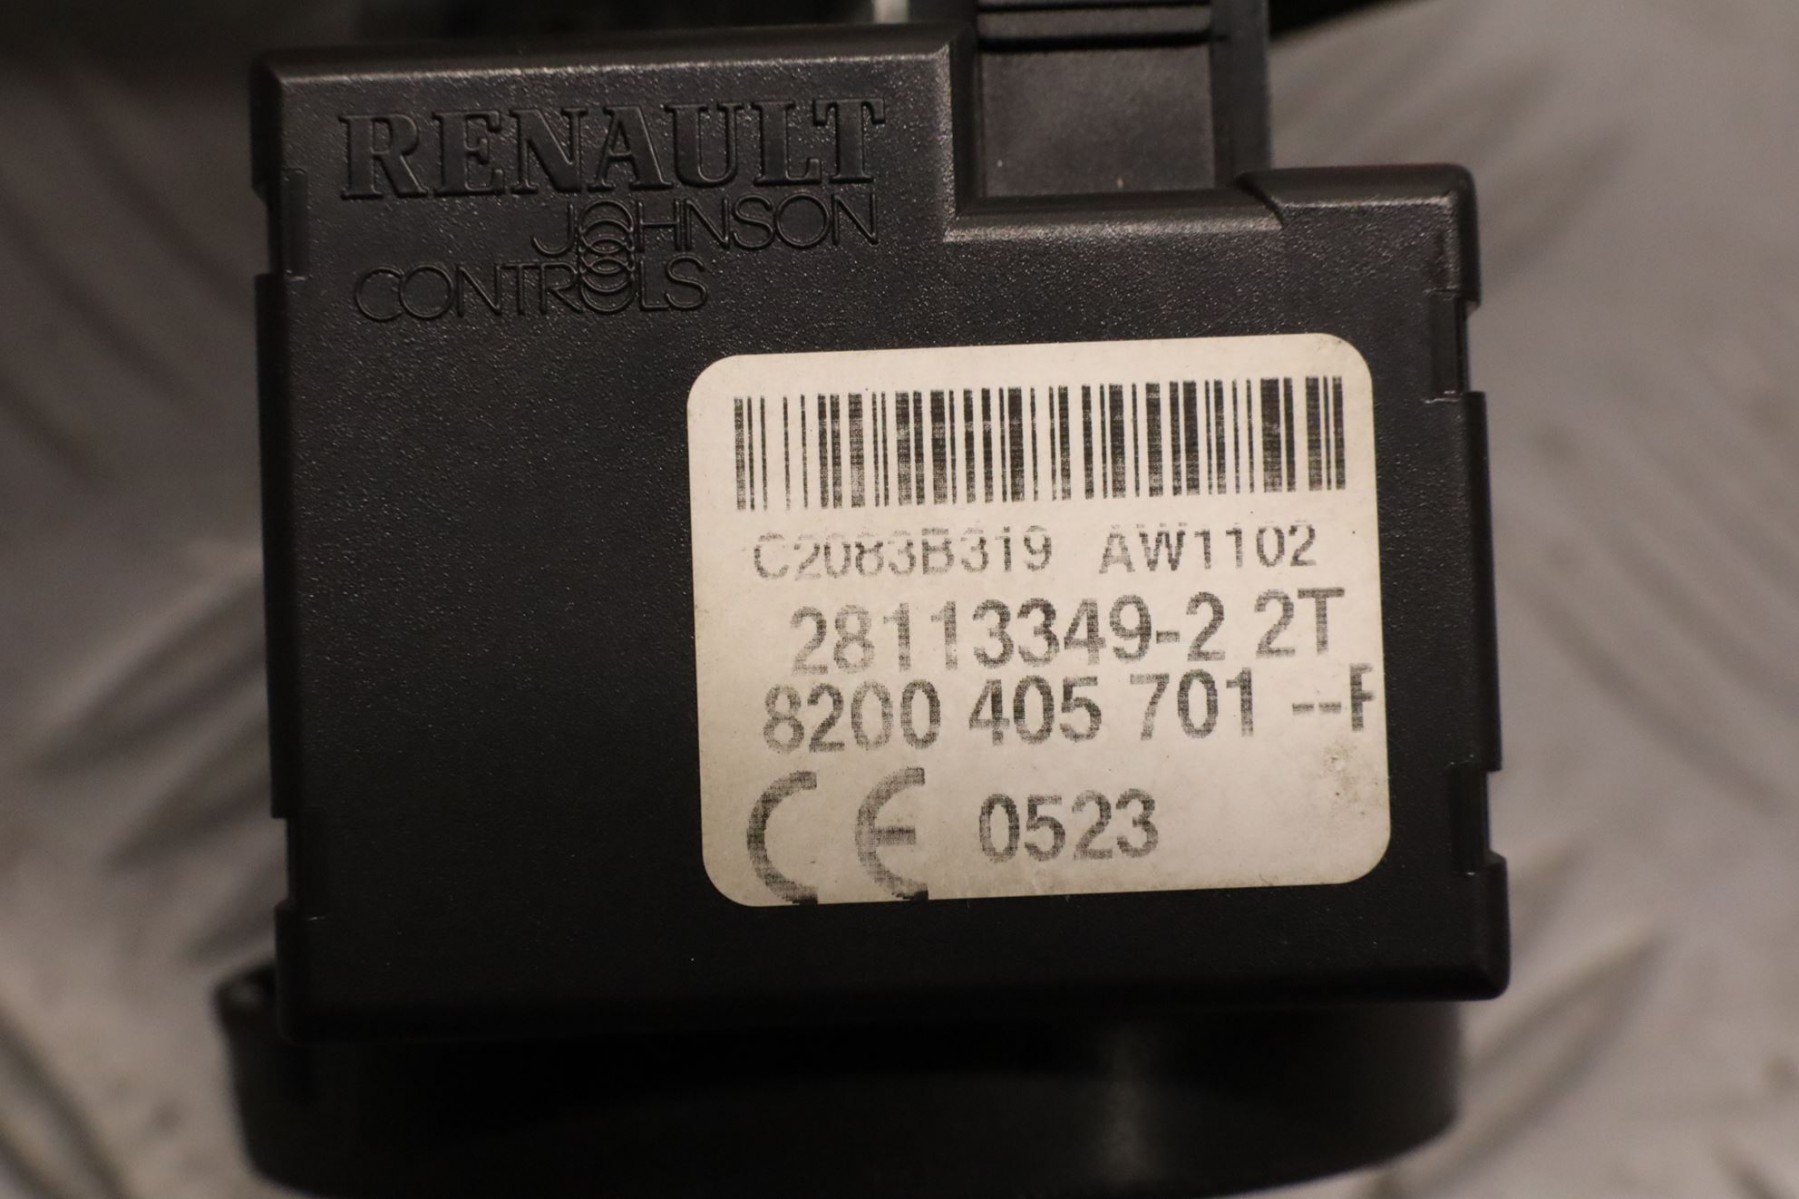 RENAULT
JOHNSON
CONTROLS
C2083B319 AW1102
28113349-2 2T
8200 405 701 --F
CE 0523